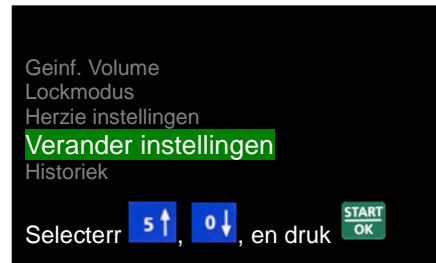 Geinf. Volume
Lockmodus
Herzie instellingen
Verander instellingen
Historiek
Selecterr 5↑, 0↓, en druk START OK